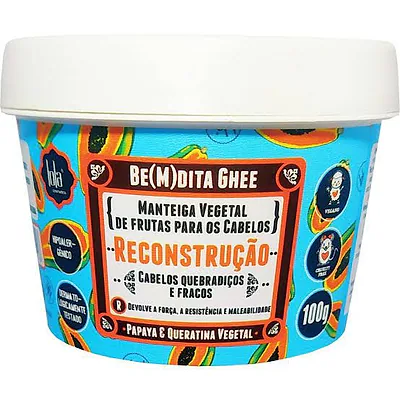 lola
BE(M)DITA GHEE
MANTEIGA VEGETAL
DE FRUTAS PARA OS CABELOS
RECONSTRUÇÃO
CABELOS QUEBRADIÇOS
E FRACOS
R DEVOLVE A FORÇA, A RESISTÊNCIA E MALEABILIDADE
PAPAYA & QUERATINA VEGETAL
HIPOALER-
GÊNICO
DERMATO-
LOGICAMENTE
TESTADO
VEGANO
CRUELTY
FREE
100g